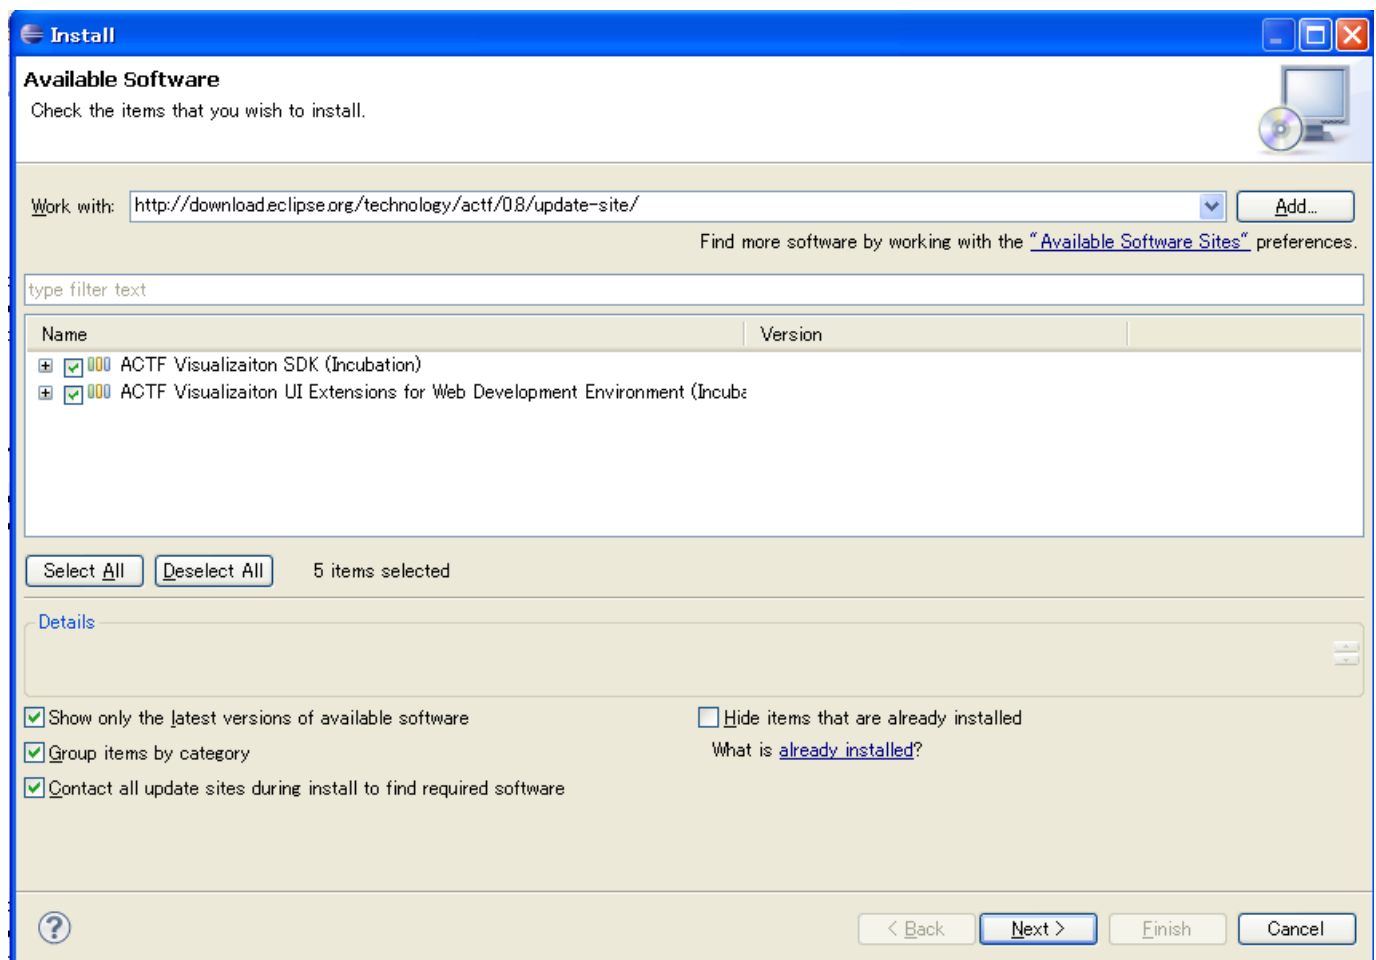 Install
Available Software
Check the items that you wish to install.
Work with: http://download.eclipse.org/technology/actf/0.8/update-site/ Add...
Find more software by working with the "Available Software Sites" preferences.
type filter text
Name Version
ACTF Visualizaiton SDK (Incubation)
ACTF Visualizaiton UI Extensions for Web Development Environment (Incuba
Select All Deselect All 5 items selected
Details
Show only the latest versions of available software Hide items that are already installed
Group items by category What is already installed?
Contact all update sites during install to find required software
? < Back Next > Finish Cancel